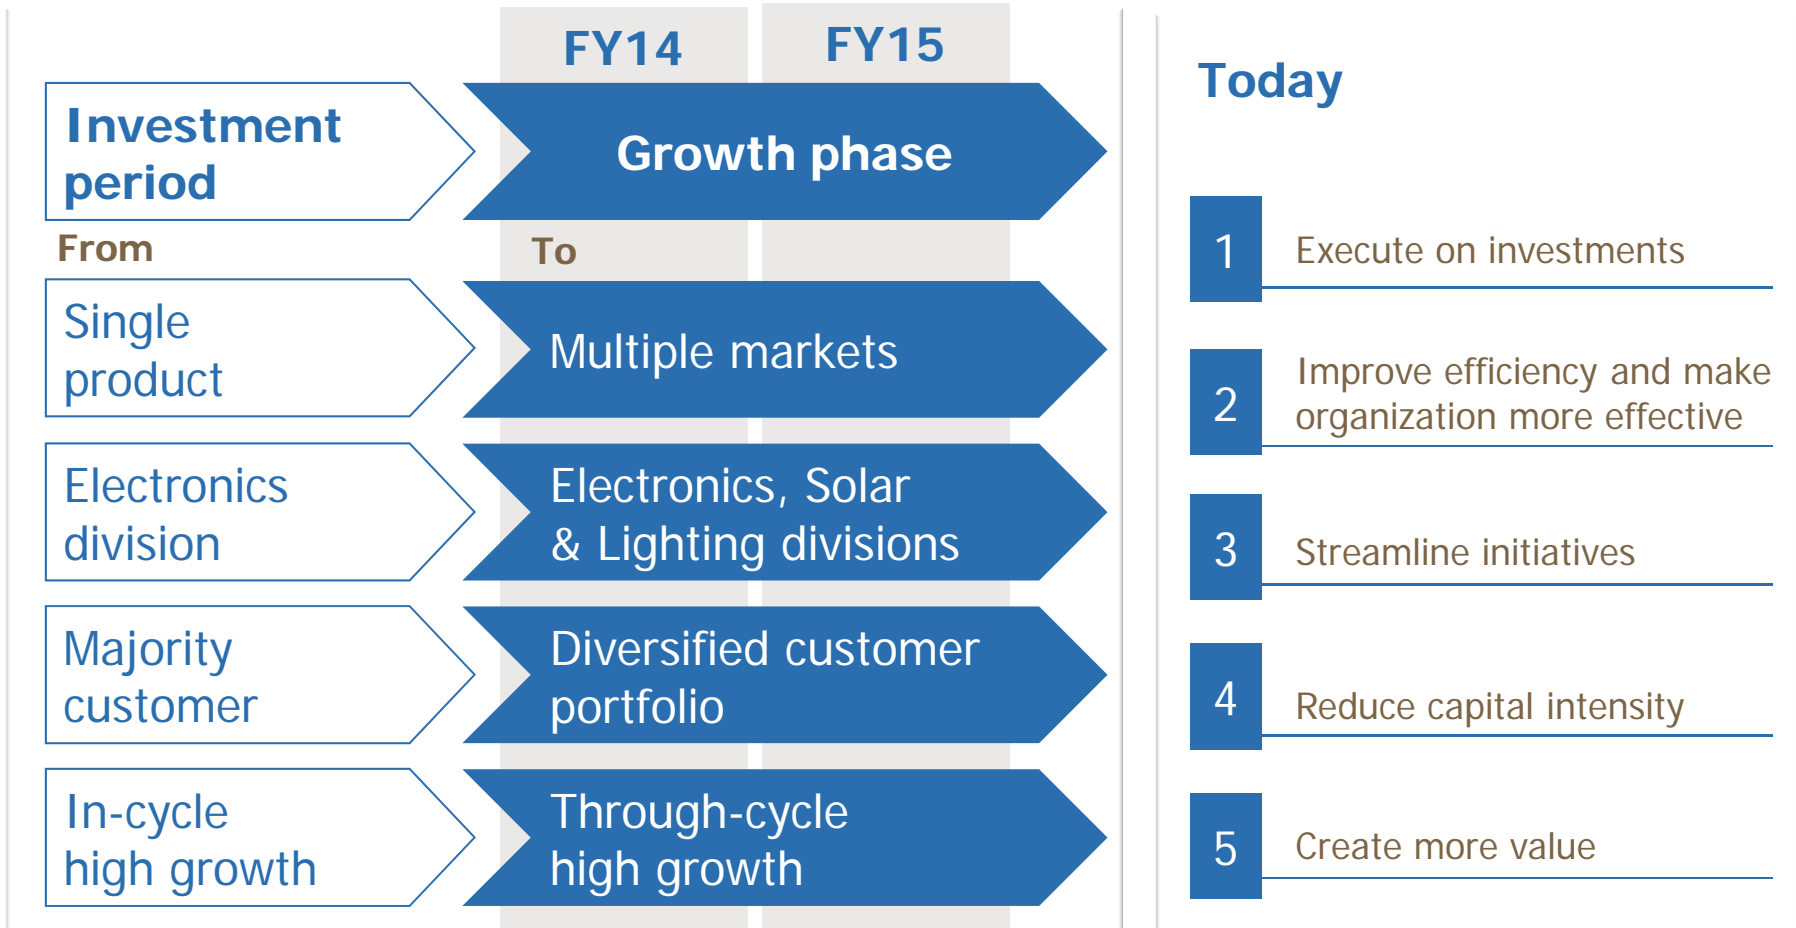 FY14
FY15
Investment
period
Growth phase
From
To
Single
product
Multiple markets
Electronics
division
Electronics, Solar
& Lighting divisions
Majority
customer
Diversified customer
portfolio
In-cycle
high growth
Through-cycle
high growth
Today
1
Execute on investments
2
Improve efficiency and make
organization more effective
3
Streamline initiatives
4
Reduce capital intensity
5
Create more value